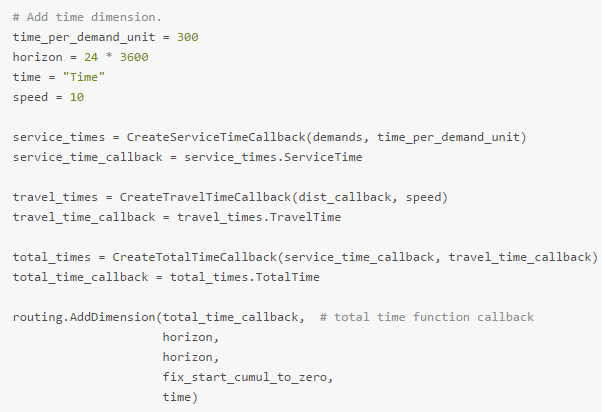 # Add time dimension.
time_per_demand_unit = 300
horizon = 24 * 3600
time = "Time"
speed = 10

service_times = CreateServiceTimeCallback(demands, time_per_demand_unit)
service_time_callback = service_times.ServiceTime

travel_times = CreateTravelTimeCallback(dist_callback, speed)
travel_time_callback = travel_times.TravelTime

total_times = CreateTotalTimeCallback(service_time_callback, travel_time_callback)
total_time_callback = total_times.TotalTime

routing.AddDimension(total_time_callback,  # total time function callback
                    horizon,
                    horizon,
                    fix_start_cumul_to_zero,
                    time)